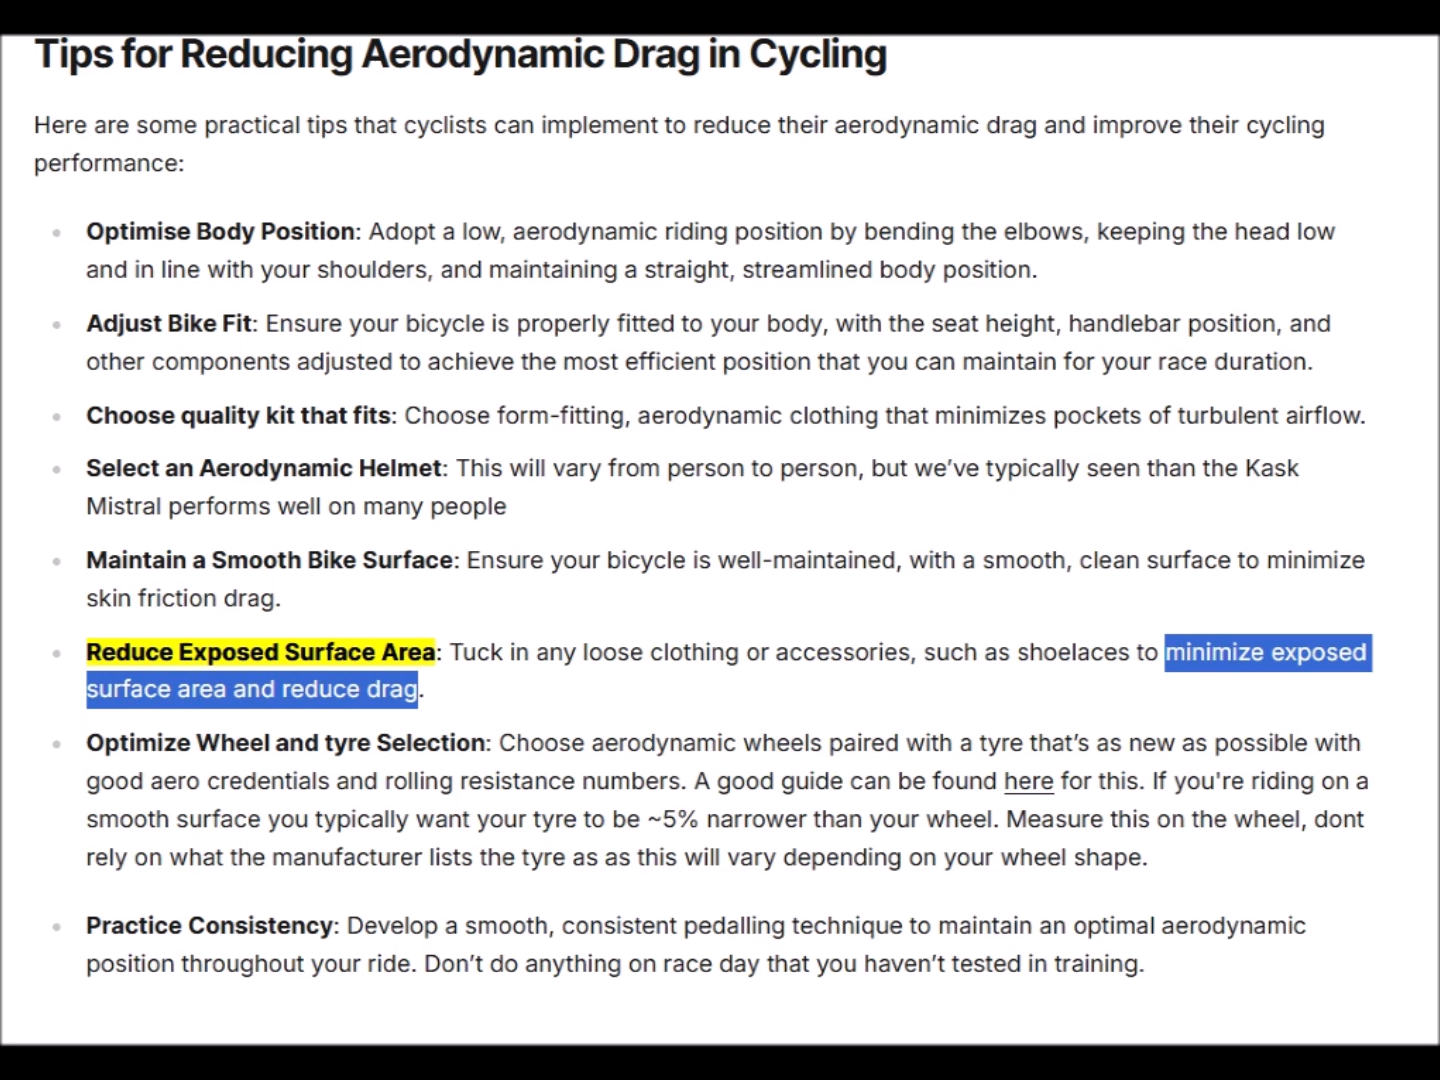 Tips for Reducing Aerodynamic Drag in Cycling
Here are some practical tips that cyclists can implement to reduce their aerodynamic drag and improve their cycling
performance:
Optimise Body Position: Adopt a low, aerodynamic riding position by bending the elbows, keeping the head low
and in line with your shoulders, and maintaining a straight, streamlined body position.
Adjust Bike Fit: Ensure your bicycle is properly fitted to your body, with the seat height, handlebar position, and
other components adjusted to achieve the most efficient position that you can maintain for your race duration.
Choose quality kit that fits: Choose form-fitting, aerodynamic clothing that minimizes pockets of turbulent airflow.
Select an Aerodynamic Helmet: This will vary from person to person, but we’ve typically seen than the Kask
Mistral performs well on many people
Maintain a Smooth Bike Surface: Ensure your bicycle is well-maintained, with a smooth, clean surface to minimize
skin friction drag.
Reduce Exposed Surface Area: Tuck in any loose clothing or accessories, such as shoelaces to minimize exposed
surface area and reduce drag.
Optimize Wheel and tyre Selection: Choose aerodynamic wheels paired with a tyre that’s as new as possible with
good aero credentials and rolling resistance numbers. A good guide can be found here for this. If you're riding on a
smooth surface you typically want your tyre to be ~5% narrower than your wheel. Measure this on the wheel, dont
rely on what the manufacturer lists the tyre as as this will vary depending on your wheel shape.
Practice Consistency: Develop a smooth, consistent pedalling technique to maintain an optimal aerodynamic
position throughout your ride. Don’t do anything on race day that you haven’t tested in training.